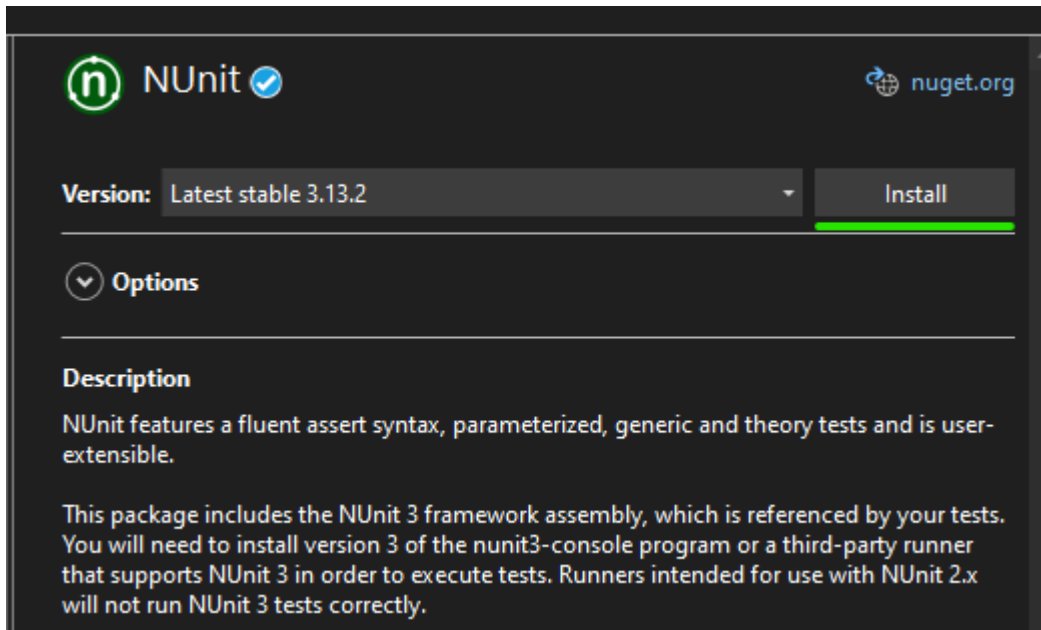 NUnit
nuget.org
Version: Latest stable 3.13.2
Install
Options
Description
NUnit features a fluent assert syntax, parameterized, generic and theory tests and is user-
extensible.
This package includes the NUnit 3 framework assembly, which is referenced by your tests.
You will need to install version 3 of the nunit3-console program or a third-party runner
that supports NUnit 3 in order to execute tests. Runners intended for use with NUnit 2.x
will not run NUnit 3 tests correctly.